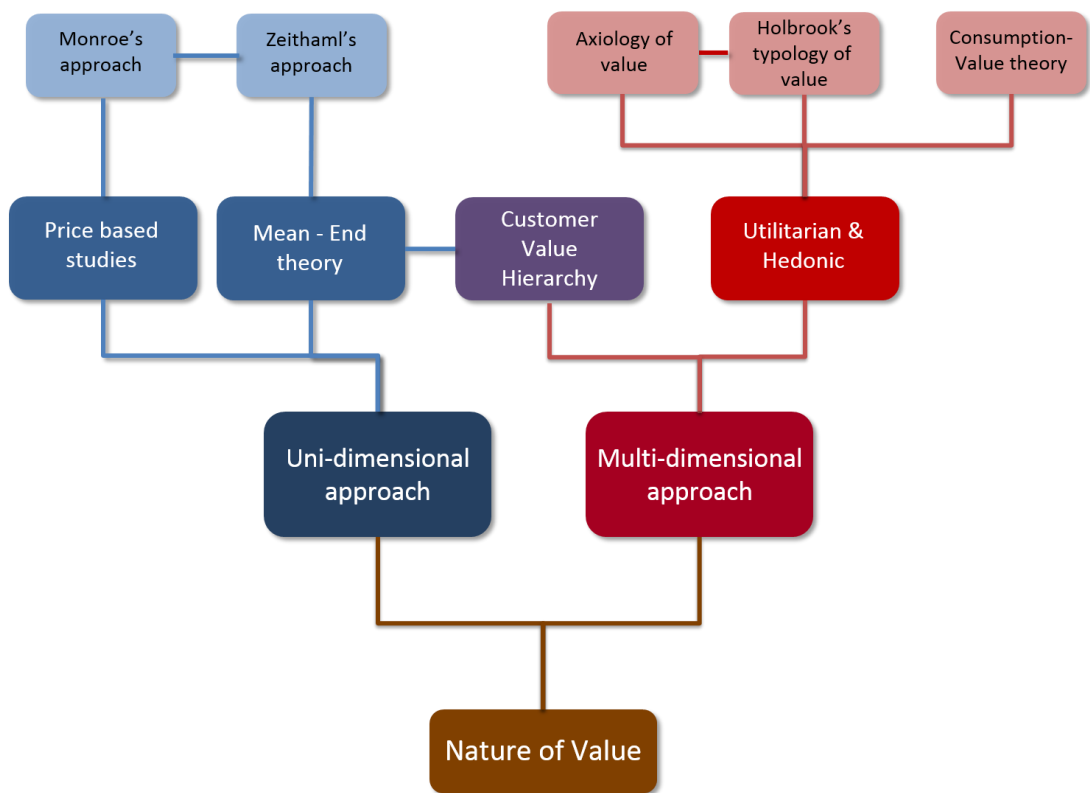 Monroe's
approach
Zeithaml's
approach
Axiology of
value
Holbrook's
typology of
value
Consumption-
Value theory
Price based
studies
Mean - End
theory
Customer
Value
Hierarchy
Utilitarian &
Hedonic
Uni-dimensional
approach
Multi-dimensional
approach
Nature of Value